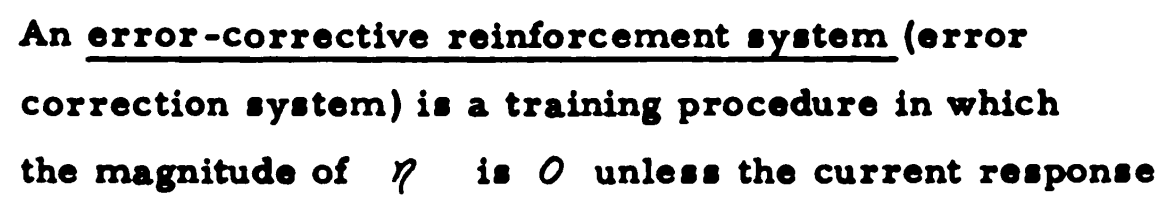 An error-corrective reinforcement system (error
correction system) is a training procedure in which
the magnitude of η is 0 unless the current response